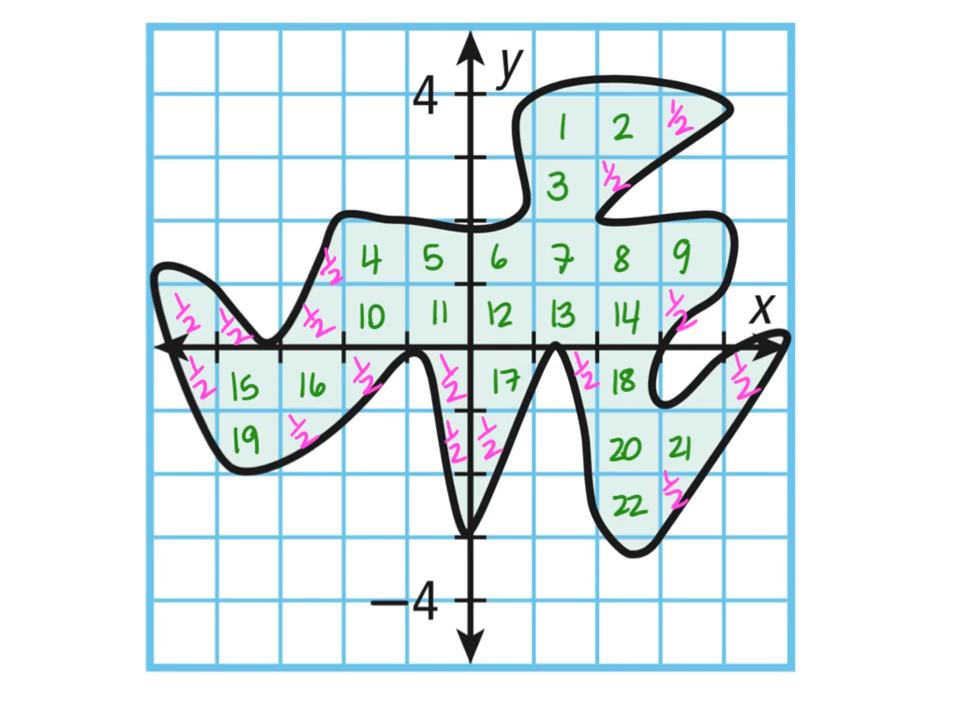 y
4
1 2 ½
3 ½
½ 4 5 6 7 8 9
x
½ ½ ½ 10 11 12 13 14 ½
½ 15 16 ½ ½ 17 ½ 18 ½
19 ½ ½ ½ 20 21
22 ½
−4